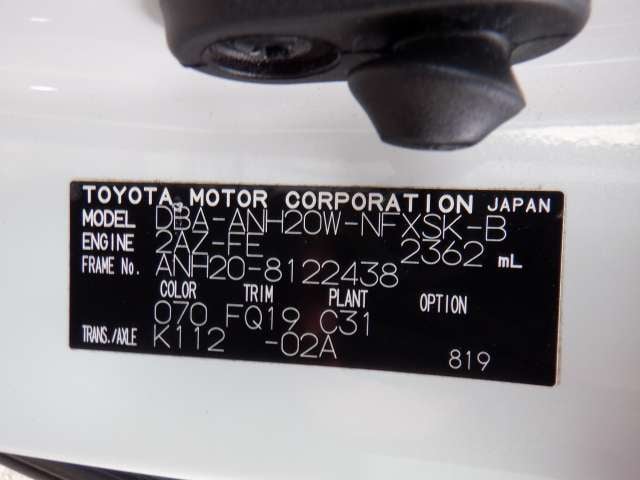 TOYOTA MOTOR CORPORATION JAPAN
MODEL DBA-ANH20W-NFXSK-B
ENGINE 2AZ-FE 2362 mL
FRAME No. ANH20-8122438
COLOR TRIM PLANT OPTION
070 FQ19 C31
TRANS./AXLE K112 -02A
819